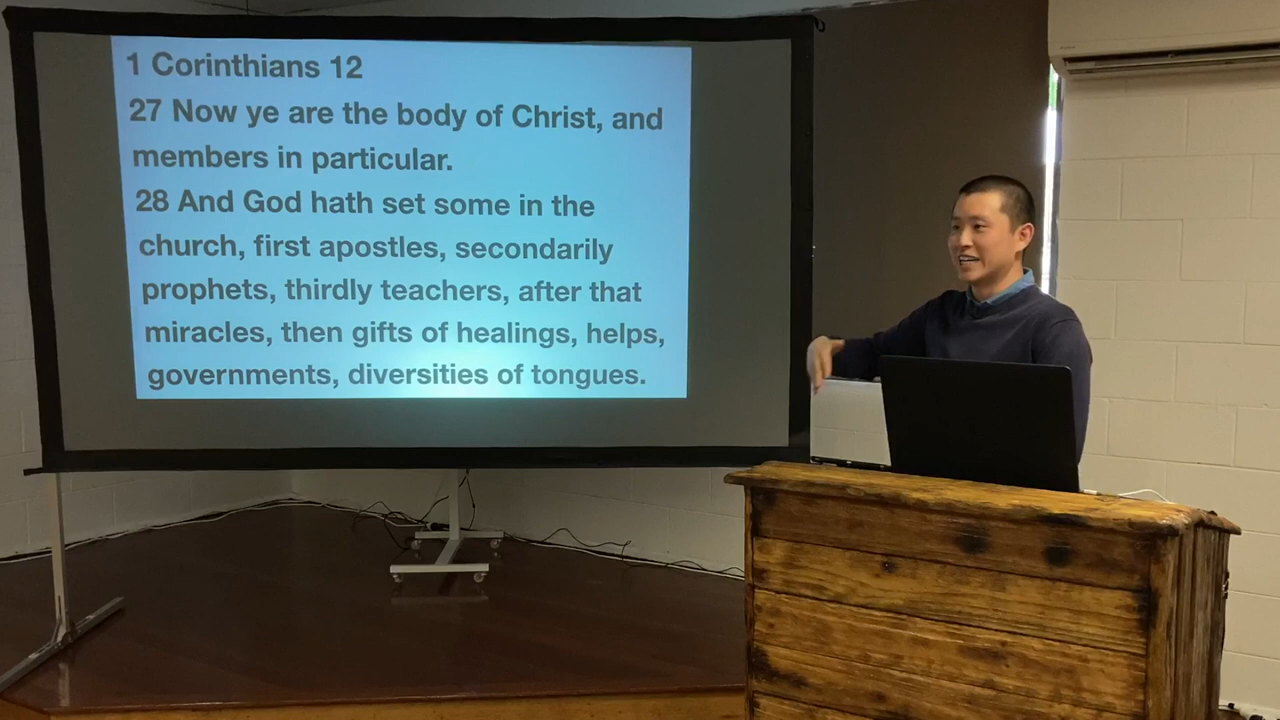 1 Corinthians 12
27 Now ye are the body of Christ, and
members in particular.
28 And God hath set some in the
church, first apostles, secondarily
prophets, thirdly teachers, after that
miracles, then gifts of healings, helps,
governments, diversities of tongues.